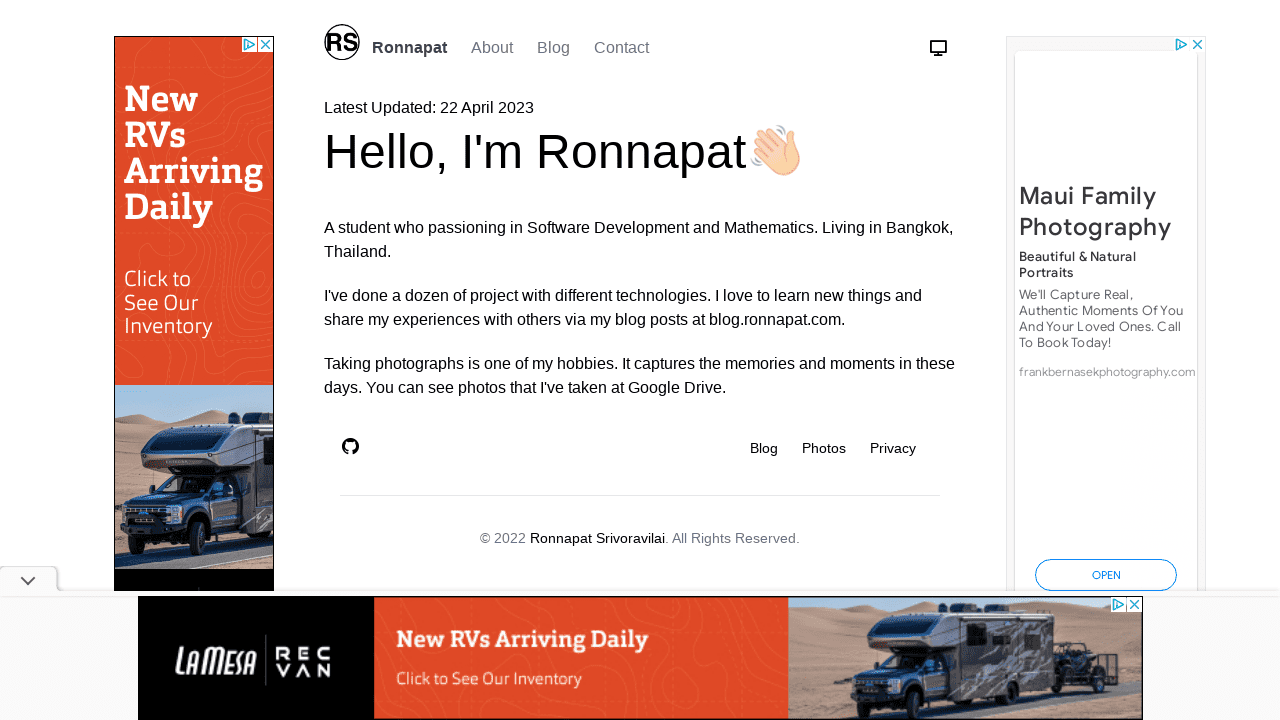 RS
Ronnapat
About
Blog
Contact
Latest Updated: 22 April 2023
Hello, I'm Ronnapat👋🏻
A student who passioning in Software Development and Mathematics. Living in Bangkok,
Thailand.
I've done a dozen of project with different technologies. I love to learn new things and
share my experiences with others via my blog posts at blog.ronnapat.com.
Taking photographs is one of my hobbies. It captures the memories and moments in these
days. You can see photos that I've taken at Google Drive.
Blog
Photos
Privacy
© 2022 Ronnapat Srivoravilai. All Rights Reserved.
New
RVs
Arriving
Daily
Click to
See Our
Inventory
Maui Family
Photography
Beautiful & Natural
Portraits
We'll Capture Real,
Authentic Moments Of You
And Your Loved Ones. Call
To Book Today!
frankbernasekphotography.com
OPEN
LAMESA
REC
VAN
New RVs Arriving Daily
Click to See Our Inventory